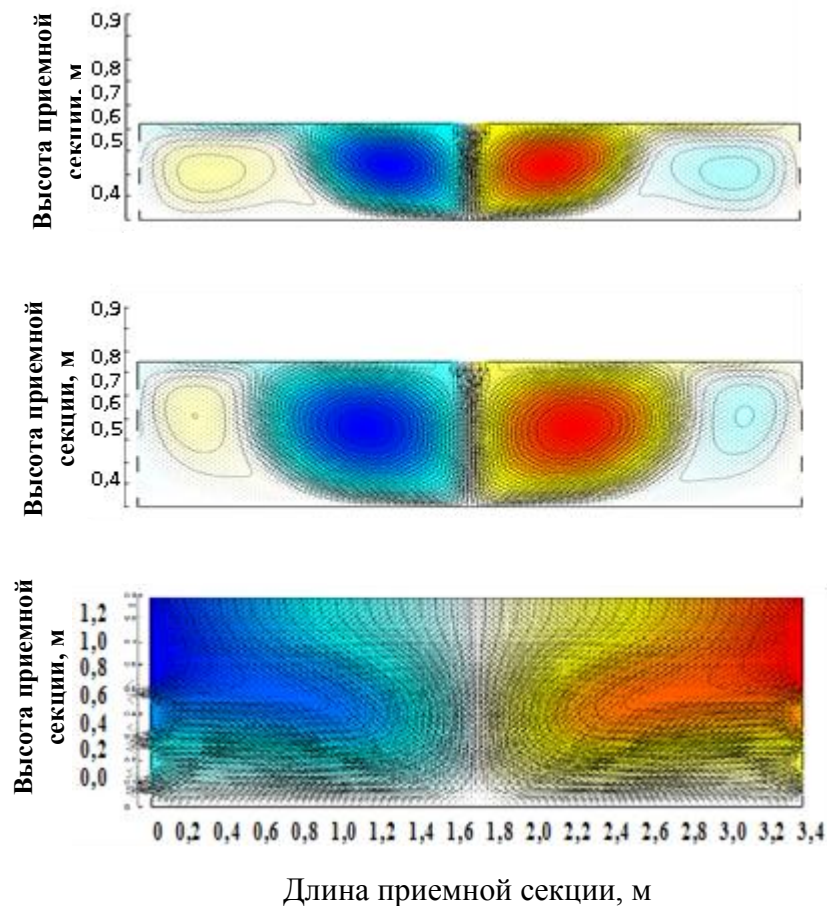 Высота приемной
секции, м
0,9
0,8
0,7
0,6
0,5
0,4
Высота приемной
секции, м
0,9
0,8
0,7
0,6
0,5
0,4
Высота приемной
секции, м
1,2
1,0
0,8
0,6
0,4
0,2
0,0
0 0,2 0,4 0,6 0,8 1,0 1,2 1,4 1,6 1,8 2,0 2,2 2,4 2,6 2,8 3,0 3,2 3,4
Длина приемной секции, м